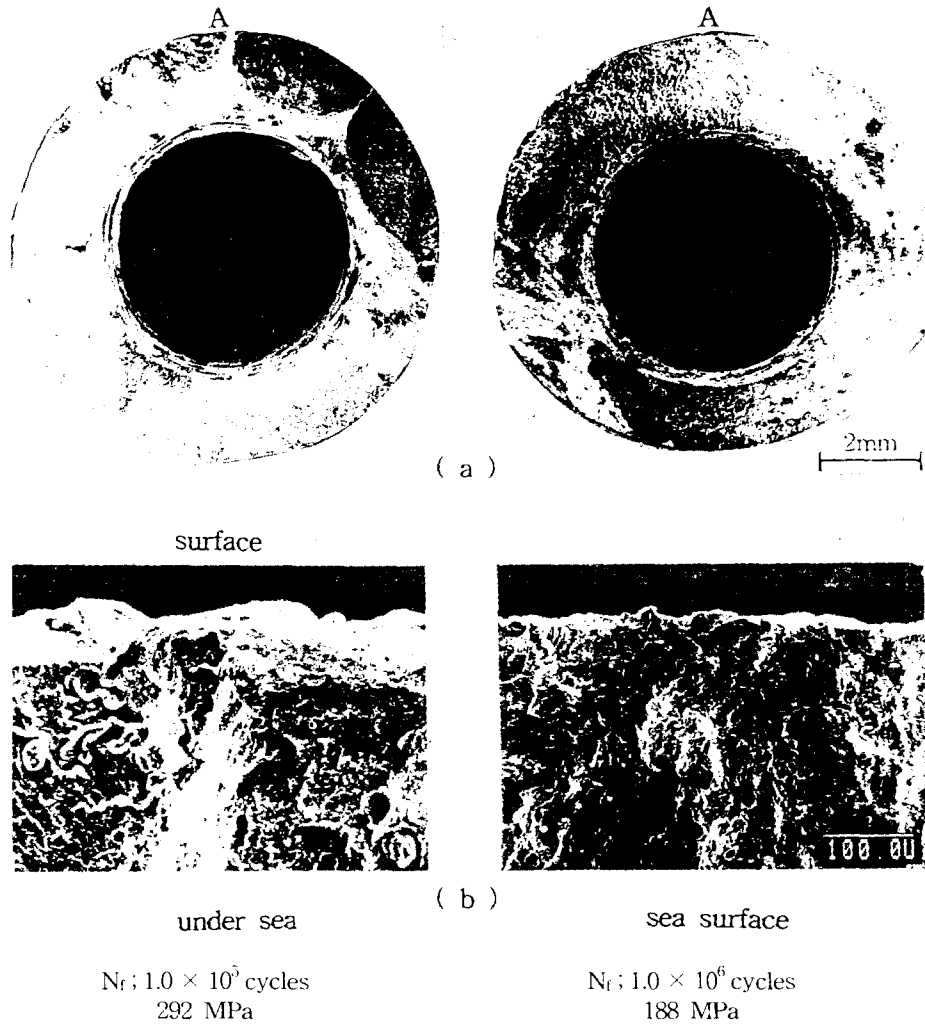 A A
2mm
( a )
surface
100.0U
( b )
under sea sea surface
Nf ; 1.0 × 10⁵ cycles Nf ; 1.0 × 10⁶ cycles
292 MPa 188 MPa